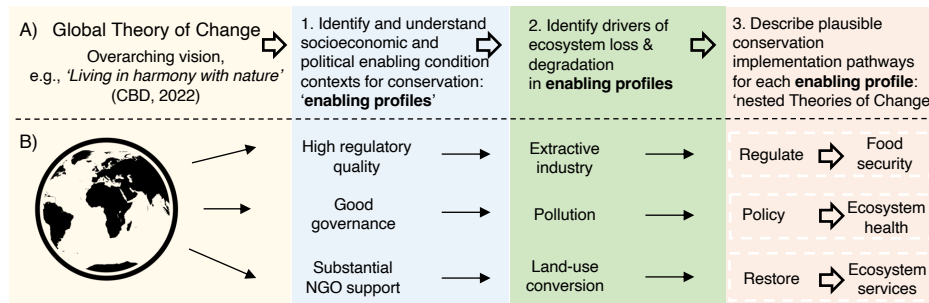 A) Global Theory of Change
Overarching vision,
e.g., 'Living in harmony with nature'
(CBD, 2022)
1. Identify and understand
socioeconomic and
political enabling condition
contexts for conservation:
'enabling profiles'
2. Identify drivers of
ecosystem loss &
degradation
in enabling profiles
3. Describe plausible
conservation
implementation pathways
for each enabling profile:
'nested Theories of Change
B)
High regulatory
quality
Extractive
industry
Regulate
Food
security
Good
governance
Pollution
Policy
Ecosystem
health
Substantial
NGO support
Land-use
conversion
Restore
Ecosystem
services